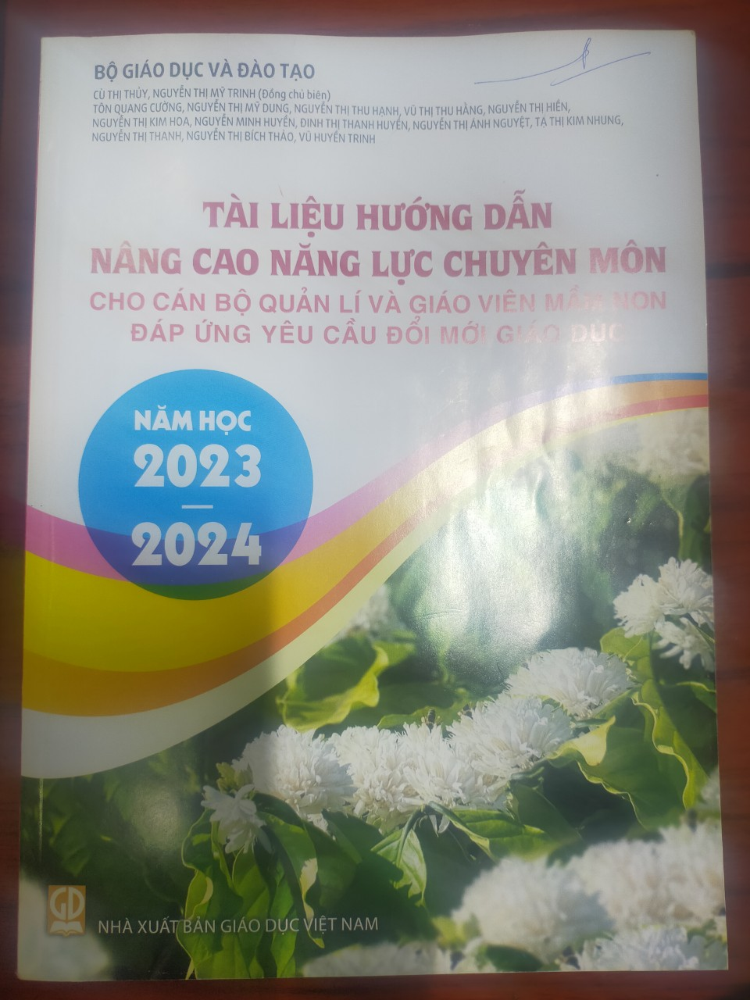 BỘ GIÁO DỤC VÀ ĐÀO TẠO
CÙ THỊ THỦY, NGUYỄN THỊ MỸ TRINH (Đồng chủ biên)
TÔN QUANG CƯỜNG, NGUYỄN THỊ MỸ DUNG, NGUYỄN THỊ THU HẠNH, VŨ THỊ THU HẰNG, NGUYỄN THỊ HIỀN,
NGUYỄN THỊ KIM HOA, NGUYỄN MINH HUYỀN, ĐINH THỊ THANH HUYỀN, NGUYỄN THỊ ÁNH NGUYỆT, TẠ THỊ KIM NHUNG,
NGUYỄN THỊ THANH, NGUYỄN THỊ BÍCH THẢO, VŨ HUYỀN TRINH
TÀI LIỆU HƯỚNG DẪN
NÂNG CAO NĂNG LỰC CHUYÊN MÔN
CHO CÁN BỘ QUẢN LÍ VÀ GIÁO VIÊN MẦM NON
ĐÁP ỨNG YÊU CẦU ĐỔI MỚI GIÁO DỤC
NĂM HỌC
2023
–
2024
GD
NHÀ XUẤT BẢN GIÁO DỤC VIỆT NAM